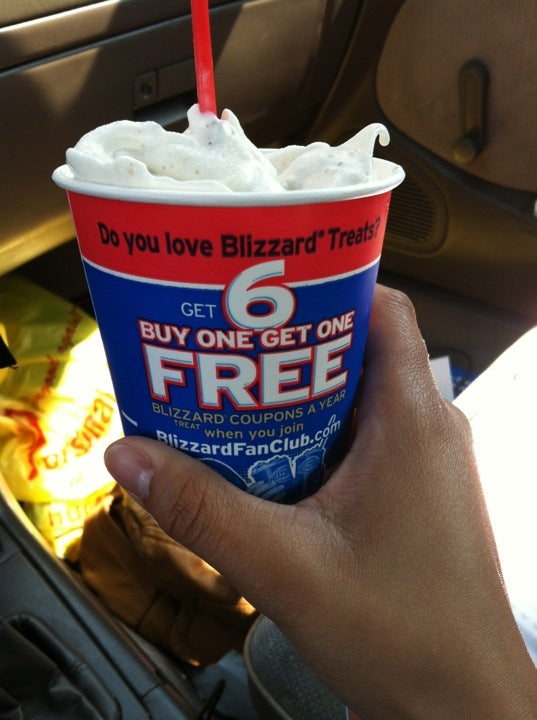 Do you love Blizzard® Treats?
GET 6
BUY ONE GET ONE
FREE
BLIZZARD® COUPONS A YEAR
TREAT when you join
BlizzardFanClub.com